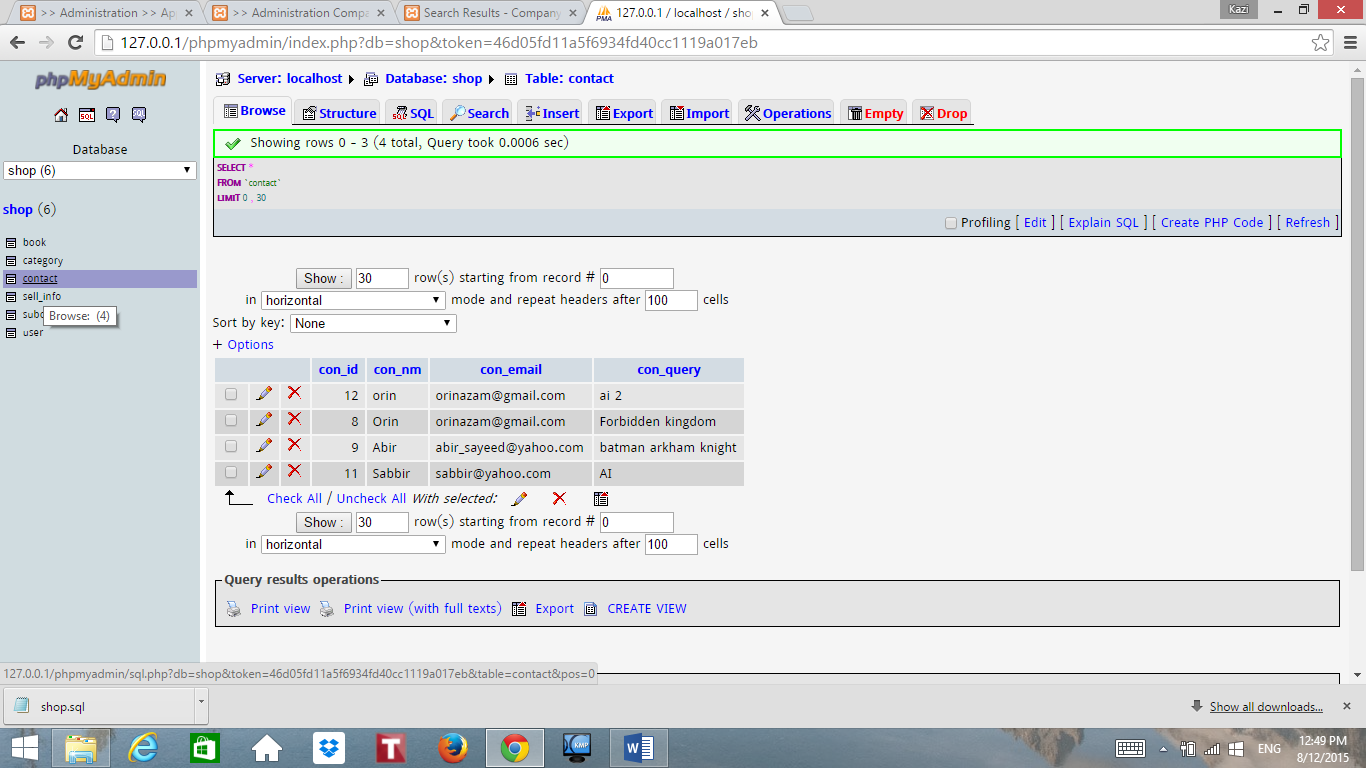 >> Administration >> Ap
>> Administration Compa
Search Results - Company
127.0.0.1 / localhost / sho
Kazi
127.0.0.1/phpmyadmin/index.php?db=shop&token=46d05fd11a5f6934fd40cc1119a017eb
phpMyAdmin
Server: localhost Database: shop Table: contact
Browse Structure SQL Search Insert Export Import Operations Empty Drop
SQL
Database
shop (6)
shop (6)
book
category
contact
sell_info
subc
Browse: (4)
user
Showing rows 0 - 3 (4 total, Query took 0.0006 sec)
SELECT *
FROM `contact`
LIMIT 0 , 30
Profiling [ Edit ] [ Explain SQL ] [ Create PHP Code ] [ Refresh ]
Show : 30 row(s) starting from record # 0
in horizontal mode and repeat headers after 100 cells
Sort by key: None
+ Options
con_id con_nm con_email con_query
12 orin orinazam@gmail.com ai 2
8 Orin orinazam@gmail.com Forbidden kingdom
9 Abir abir_sayeed@yahoo.com batman arkham knight
11 Sabbir sabbir@yahoo.com AI
Check All / Uncheck All With selected:
Show : 30 row(s) starting from record # 0
in horizontal mode and repeat headers after 100 cells
Query results operations
Print view Print view (with full texts) Export CREATE VIEW
127.0.0.1/phpmyadmin/sql.php?db=shop&token=46d05fd11a5f6934fd40cc1119a017eb&table=contact&pos=0
shop.sql
Show all downloads...
ENG
12:49 PM
8/12/2015